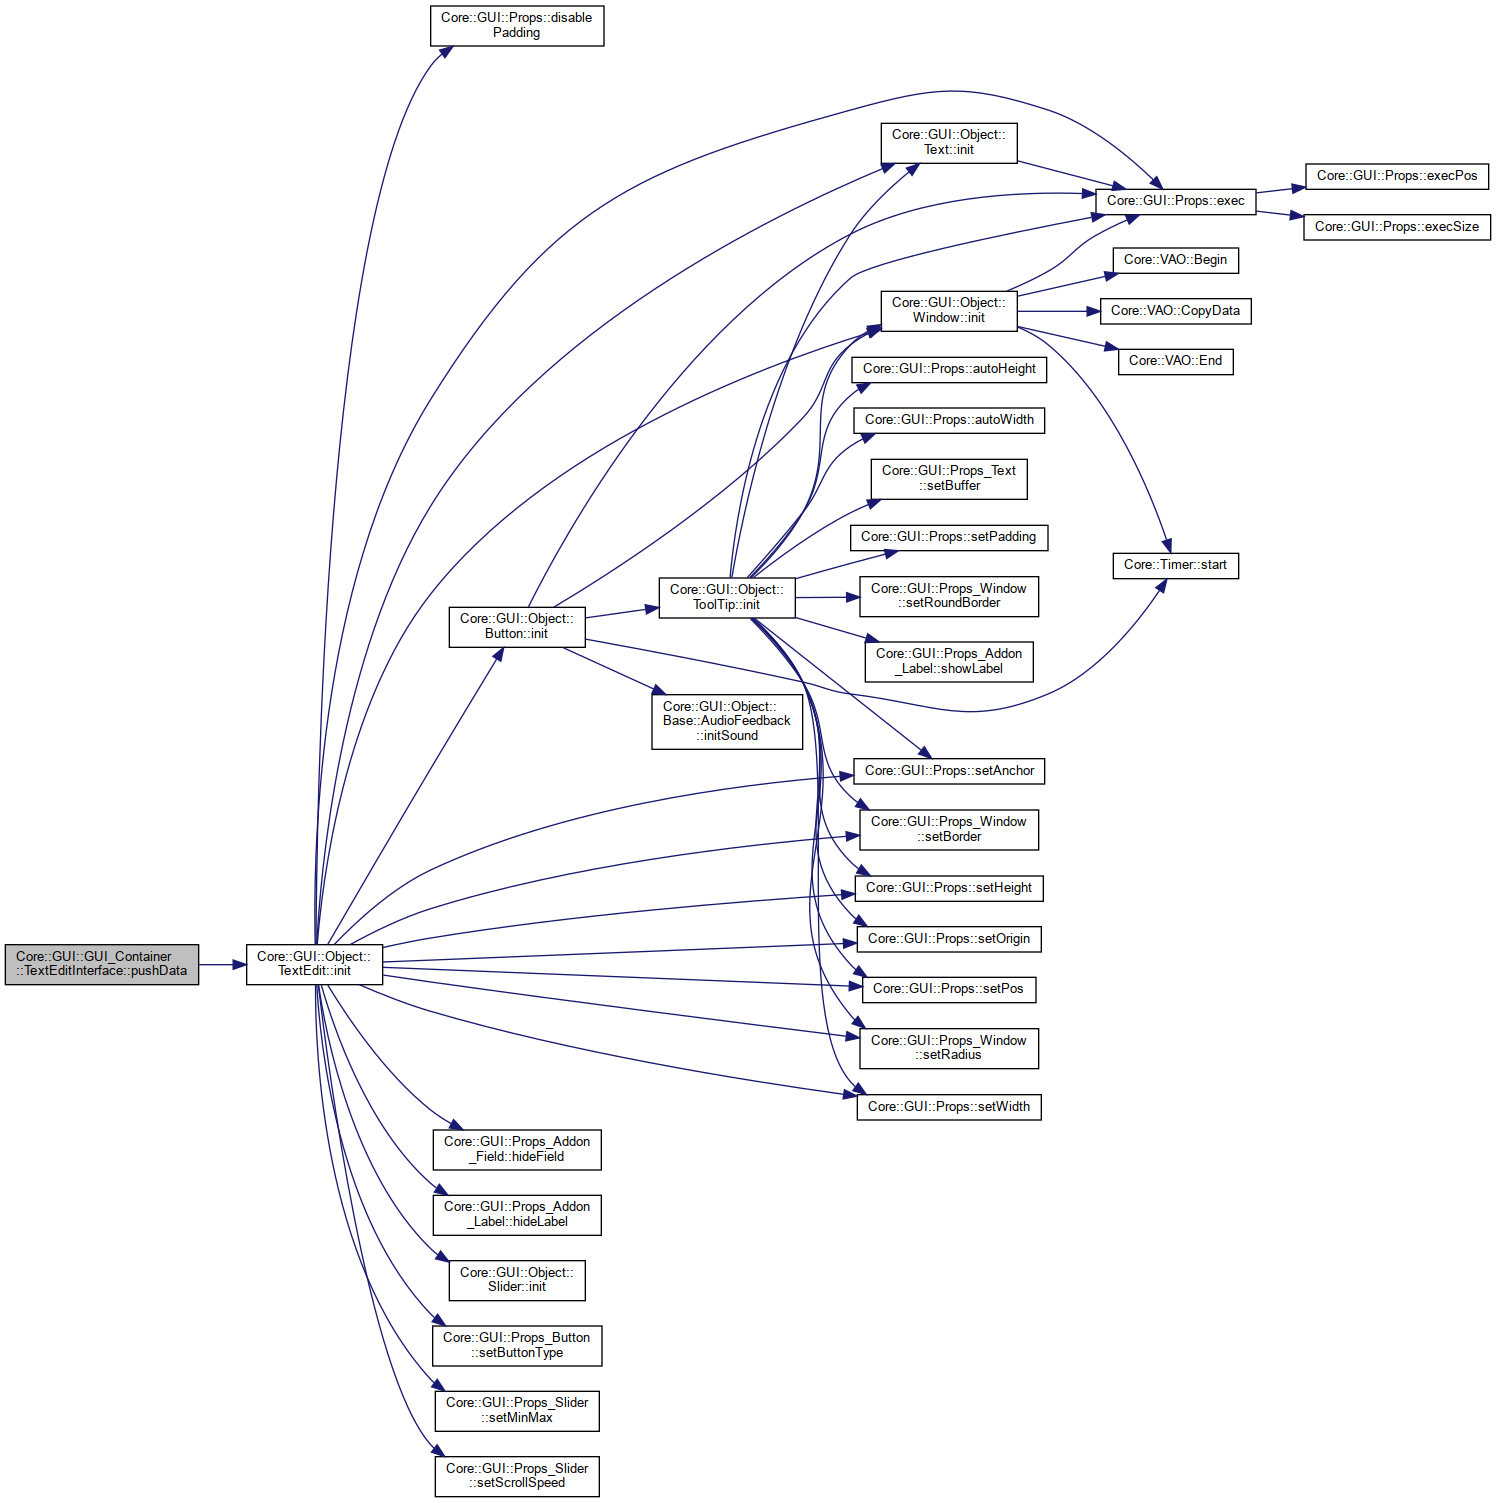 Core::GUI::Props::disable
Padding
Core::GUI::Object::
Text::init
Core::GUI::Props::execPos
Core::GUI::Props::exec
Core::GUI::Props::execSize
Core::VAO::Begin
Core::GUI::Object::
Window::init
Core::VAO::CopyData
Core::VAO::End
Core::GUI::Props::autoHeight
Core::GUI::Props::autoWidth
Core::GUI::Props_Text
::setBuffer
Core::GUI::Props::setPadding
Core::Timer::start
Core::GUI::Object::
ToolTip::init
Core::GUI::Props_Window
::setRoundBorder
Core::GUI::Object::
Button::init
Core::GUI::Props_Addon
_Label::showLabel
Core::GUI::Object::
Base::AudioFeedback
::initSound
Core::GUI::Props::setAnchor
Core::GUI::Props_Window
::setBorder
Core::GUI::Props::setHeight
Core::GUI::Props::setOrigin
Core::GUI::GUI_Container
::TextEditInterface::pushData
Core::GUI::Object::
TextEdit::init
Core::GUI::Props::setPos
Core::GUI::Props_Window
::setRadius
Core::GUI::Props::setWidth
Core::GUI::Props_Addon
_Field::hideField
Core::GUI::Props_Addon
_Label::hideLabel
Core::GUI::Object::
Slider::init
Core::GUI::Props_Button
::setButtonType
Core::GUI::Props_Slider
::setMinMax
Core::GUI::Props_Slider
::setScrollSpeed